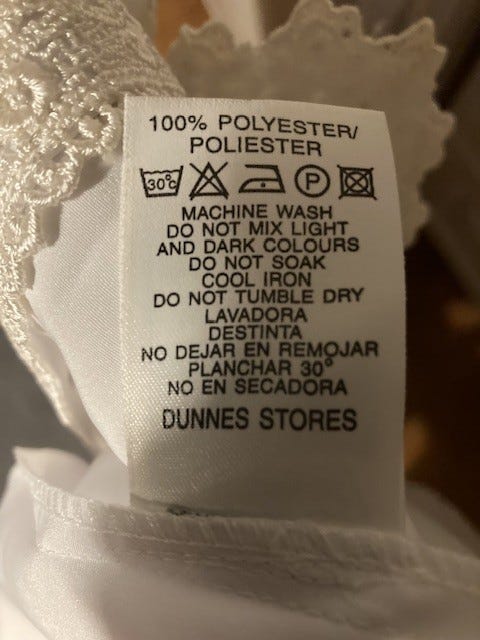 100% POLYESTER/
POLIESTER
30°c P
MACHINE WASH
DO NOT MIX LIGHT
AND DARK COLOURS
DO NOT SOAK
COOL IRON
DO NOT TUMBLE DRY
LAVADORA
DESTINTA
NO DEJAR EN REMOJAR
PLANCHAR 30°
NO EN SECADORA
DUNNES STORES